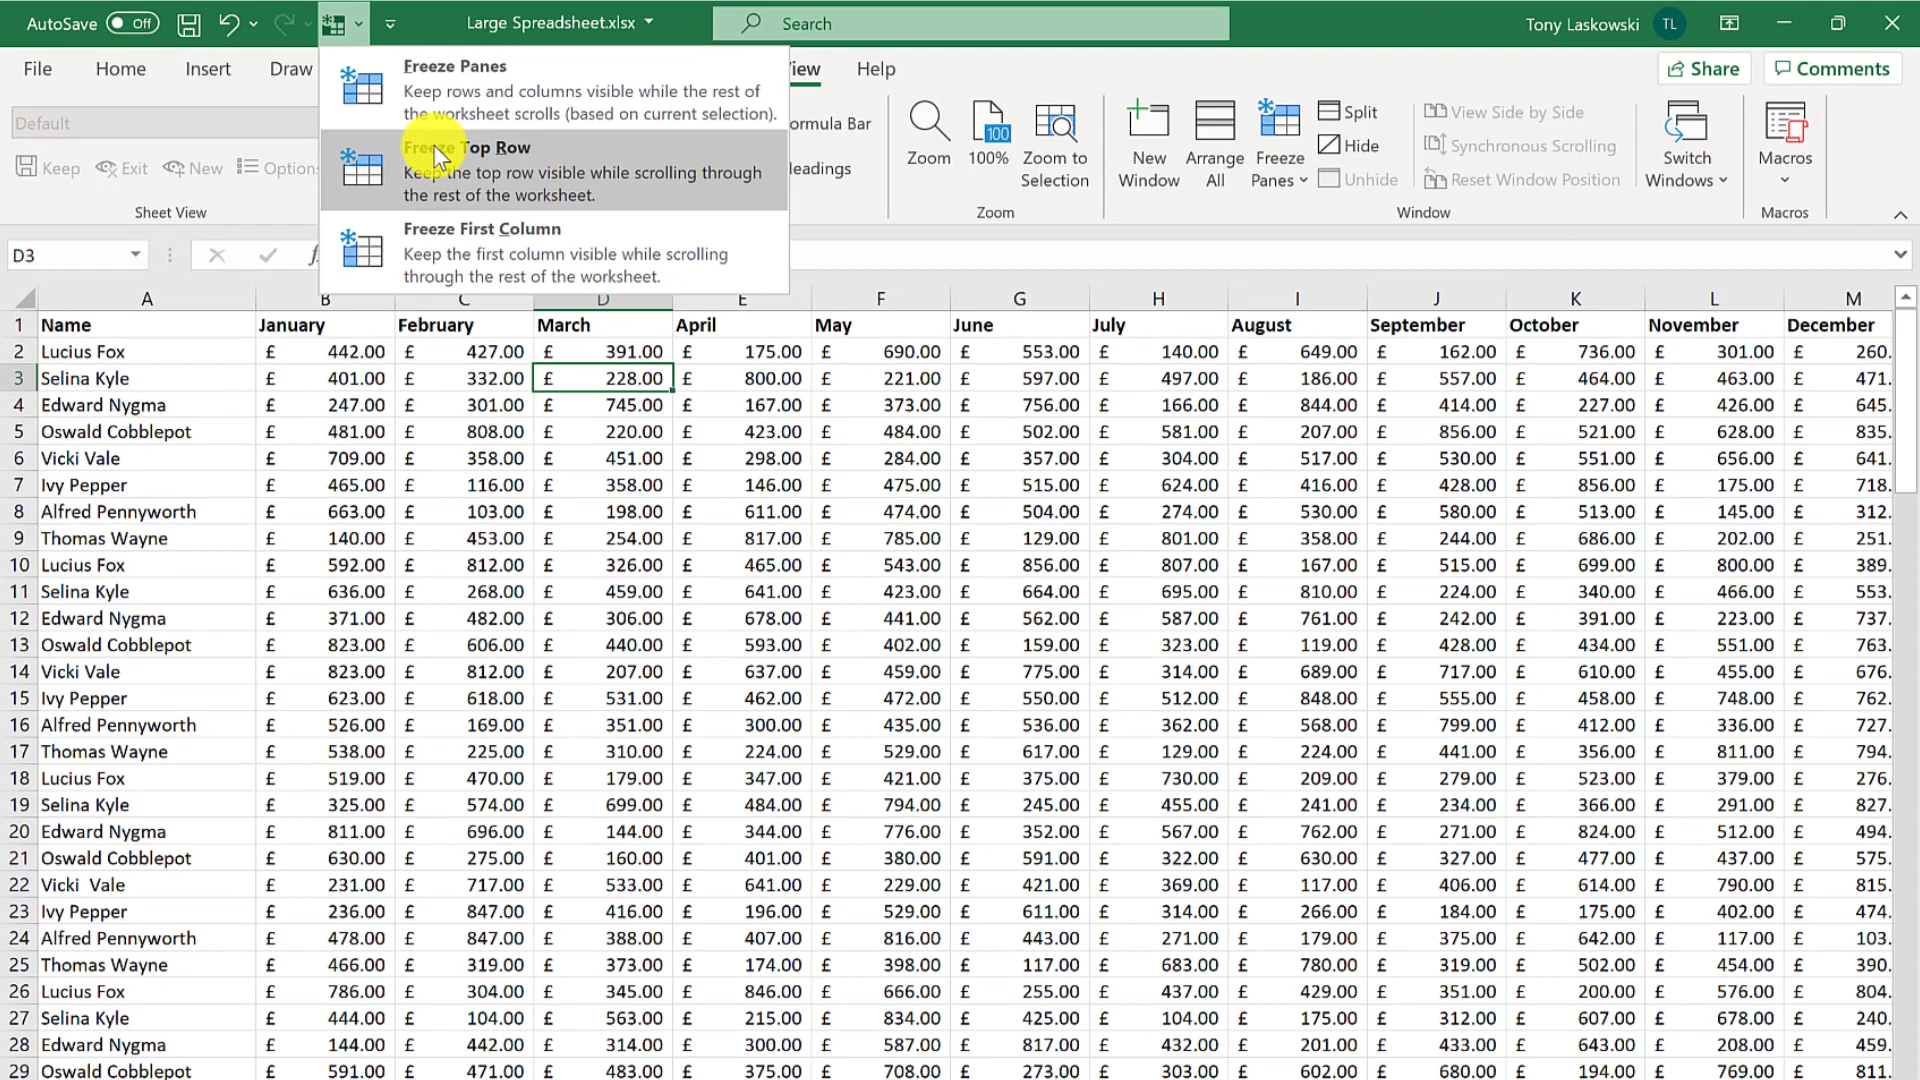 AutoSave Off Large Spreadsheet.xlsx Search Tony Laskowski TL
File Home Insert Draw View Help Share Comments
Freeze Panes
Keep rows and columns visible while the rest of
the worksheet scrolls (based on current selection).
Freeze Top Row
Keep the top row visible while scrolling through
the rest of the worksheet.
Freeze First Column
Keep the first column visible while scrolling
through the rest of the worksheet.
Default
Keep Exit New Options
Sheet View
Formula Bar
Headings
Zoom 100% Zoom to Selection
100
Zoom
New Window Arrange All Freeze Panes Split Hide Unhide View Side by Side Synchronous Scrolling Reset Window Position Switch Windows
Window
Macros
Macros
D3
A B C D E F G H I J K L M
1 Name January February March April May June July August September October November December
2 Lucius Fox £ 442.00 £ 427.00 £ 391.00 £ 175.00 £ 690.00 £ 553.00 £ 140.00 £ 649.00 £ 162.00 £ 736.00 £ 301.00 £ 260.
3 Selina Kyle £ 401.00 £ 332.00 £ 228.00 £ 800.00 £ 221.00 £ 597.00 £ 497.00 £ 186.00 £ 557.00 £ 464.00 £ 463.00 £ 471.
4 Edward Nygma £ 247.00 £ 301.00 £ 745.00 £ 167.00 £ 373.00 £ 756.00 £ 166.00 £ 844.00 £ 414.00 £ 227.00 £ 426.00 £ 645.
5 Oswald Cobblepot £ 481.00 £ 808.00 £ 220.00 £ 423.00 £ 484.00 £ 502.00 £ 581.00 £ 207.00 £ 856.00 £ 521.00 £ 628.00 £ 835.
6 Vicki Vale £ 709.00 £ 358.00 £ 451.00 £ 298.00 £ 284.00 £ 357.00 £ 304.00 £ 517.00 £ 530.00 £ 551.00 £ 656.00 £ 641.
7 Ivy Pepper £ 465.00 £ 116.00 £ 358.00 £ 146.00 £ 475.00 £ 515.00 £ 624.00 £ 416.00 £ 428.00 £ 856.00 £ 175.00 £ 718.
8 Alfred Pennyworth £ 663.00 £ 103.00 £ 198.00 £ 611.00 £ 474.00 £ 504.00 £ 274.00 £ 530.00 £ 580.00 £ 513.00 £ 145.00 £ 312.
9 Thomas Wayne £ 140.00 £ 453.00 £ 254.00 £ 817.00 £ 785.00 £ 129.00 £ 801.00 £ 358.00 £ 244.00 £ 686.00 £ 202.00 £ 251.
10 Lucius Fox £ 592.00 £ 812.00 £ 326.00 £ 465.00 £ 543.00 £ 856.00 £ 807.00 £ 167.00 £ 515.00 £ 699.00 £ 800.00 £ 389.
11 Selina Kyle £ 636.00 £ 268.00 £ 459.00 £ 641.00 £ 423.00 £ 664.00 £ 695.00 £ 810.00 £ 224.00 £ 340.00 £ 466.00 £ 553.
12 Edward Nygma £ 371.00 £ 482.00 £ 306.00 £ 678.00 £ 441.00 £ 562.00 £ 587.00 £ 761.00 £ 242.00 £ 391.00 £ 223.00 £ 737.
13 Oswald Cobblepot £ 823.00 £ 606.00 £ 440.00 £ 593.00 £ 402.00 £ 159.00 £ 323.00 £ 119.00 £ 428.00 £ 434.00 £ 551.00 £ 763.
14 Vicki Vale £ 823.00 £ 812.00 £ 207.00 £ 637.00 £ 459.00 £ 775.00 £ 314.00 £ 689.00 £ 717.00 £ 610.00 £ 455.00 £ 676.
15 Ivy Pepper £ 623.00 £ 618.00 £ 531.00 £ 462.00 £ 472.00 £ 550.00 £ 512.00 £ 848.00 £ 555.00 £ 458.00 £ 748.00 £ 762.
16 Alfred Pennyworth £ 526.00 £ 169.00 £ 351.00 £ 300.00 £ 435.00 £ 536.00 £ 362.00 £ 568.00 £ 799.00 £ 412.00 £ 336.00 £ 727.
17 Thomas Wayne £ 538.00 £ 225.00 £ 310.00 £ 224.00 £ 529.00 £ 617.00 £ 129.00 £ 224.00 £ 441.00 £ 356.00 £ 811.00 £ 794.
18 Lucius Fox £ 519.00 £ 470.00 £ 179.00 £ 347.00 £ 421.00 £ 375.00 £ 730.00 £ 209.00 £ 279.00 £ 523.00 £ 379.00 £ 276.
19 Selina Kyle £ 325.00 £ 574.00 £ 699.00 £ 484.00 £ 794.00 £ 245.00 £ 455.00 £ 241.00 £ 234.00 £ 366.00 £ 291.00 £ 827.
20 Edward Nygma £ 811.00 £ 696.00 £ 144.00 £ 344.00 £ 776.00 £ 352.00 £ 567.00 £ 762.00 £ 271.00 £ 824.00 £ 512.00 £ 494.
21 Oswald Cobblepot £ 630.00 £ 275.00 £ 160.00 £ 401.00 £ 380.00 £ 591.00 £ 322.00 £ 630.00 £ 327.00 £ 477.00 £ 437.00 £ 575.
22 Vicki  Vale £ 231.00 £ 717.00 £ 533.00 £ 641.00 £ 229.00 £ 421.00 £ 369.00 £ 117.00 £ 406.00 £ 614.00 £ 790.00 £ 815.
23 Ivy Pepper £ 236.00 £ 847.00 £ 416.00 £ 196.00 £ 529.00 £ 611.00 £ 314.00 £ 266.00 £ 184.00 £ 175.00 £ 402.00 £ 474.
24 Alfred Pennyworth £ 478.00 £ 847.00 £ 388.00 £ 407.00 £ 816.00 £ 443.00 £ 271.00 £ 179.00 £ 375.00 £ 642.00 £ 117.00 £ 103.
25 Thomas Wayne £ 466.00 £ 319.00 £ 373.00 £ 174.00 £ 398.00 £ 117.00 £ 683.00 £ 780.00 £ 319.00 £ 502.00 £ 454.00 £ 390.
26 Lucius Fox £ 786.00 £ 304.00 £ 345.00 £ 846.00 £ 666.00 £ 255.00 £ 437.00 £ 429.00 £ 351.00 £ 200.00 £ 576.00 £ 804.
27 Selina Kyle £ 444.00 £ 104.00 £ 563.00 £ 215.00 £ 834.00 £ 425.00 £ 104.00 £ 175.00 £ 312.00 £ 607.00 £ 678.00 £ 240.
28 Edward Nygma £ 144.00 £ 442.00 £ 314.00 £ 300.00 £ 587.00 £ 817.00 £ 432.00 £ 201.00 £ 433.00 £ 643.00 £ 208.00 £ 459.
29 Oswald Cobblepot £ 591.00 £ 471.00 £ 483.00 £ 375.00 £ 708.00 £ 273.00 £ 303.00 £ 602.00 £ 680.00 £ 194.00 £ 769.00 £ 811.